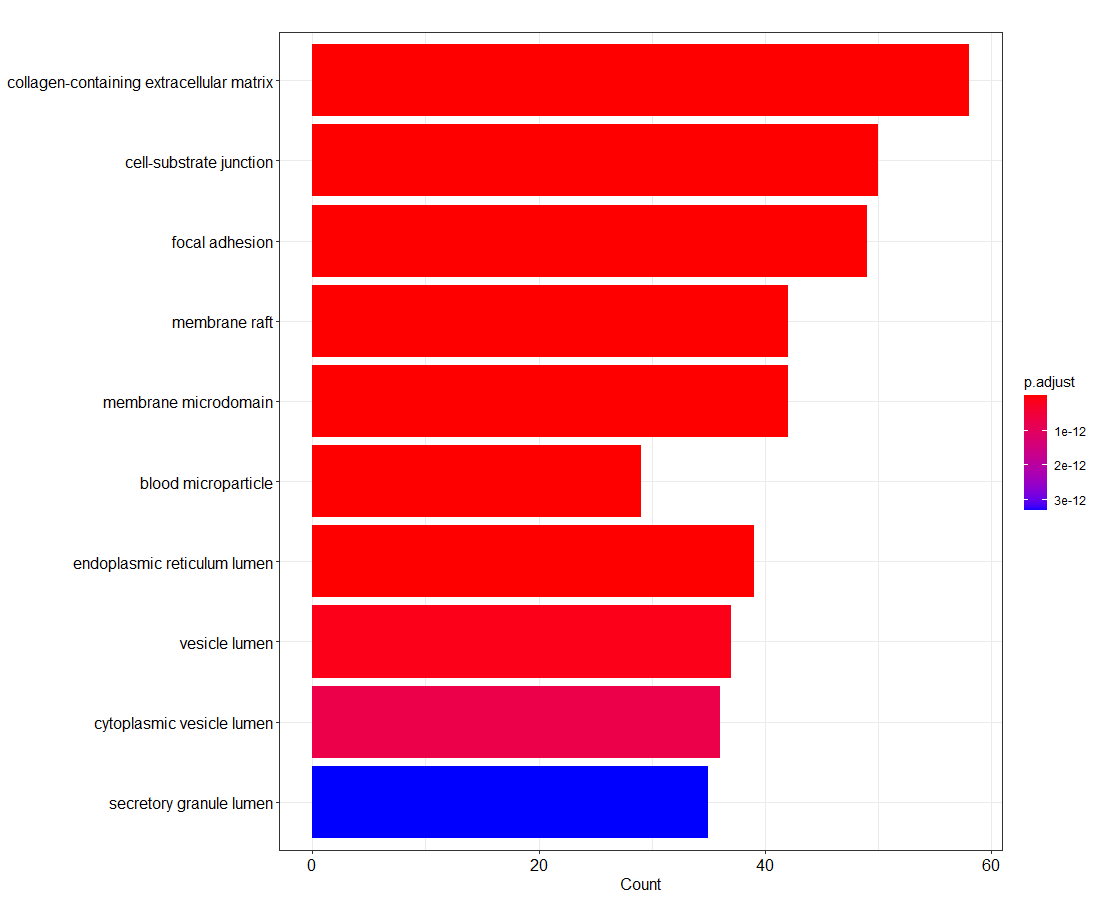 collagen-containing extracellular matrix
cell-substrate junction
focal adhesion
membrane raft
membrane microdomain
blood microparticle
endoplasmic reticulum lumen
vesicle lumen
cytoplasmic vesicle lumen
secretory granule lumen
0 20 40 60
Count
p.adjust
1e-12
2e-12
3e-12